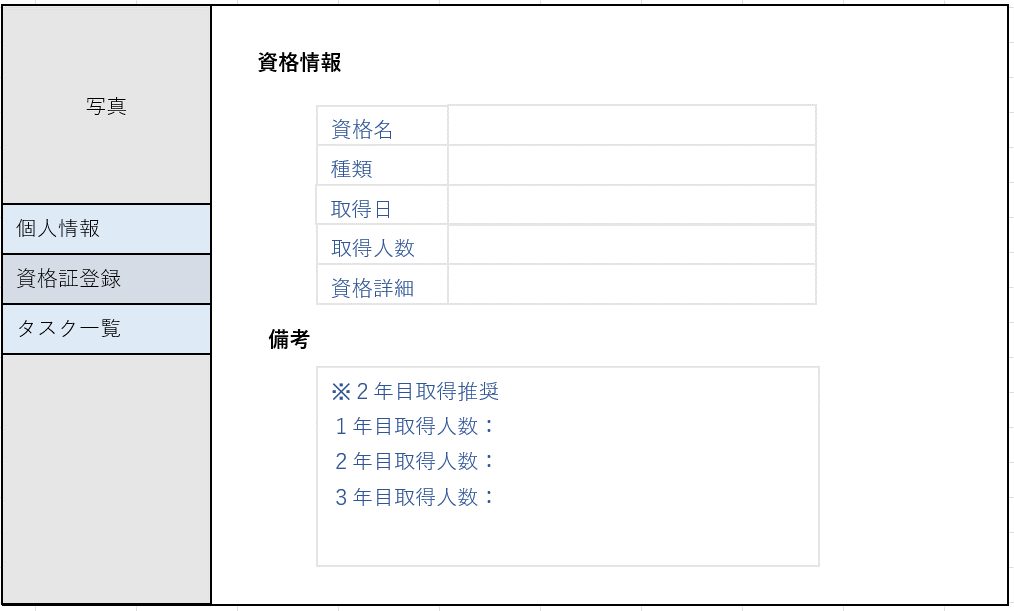 写真
個人情報
資格証登録
タスク一覧
資格情報
資格名
種類
取得日
取得人数
資格詳細
備考
※２年目取得推奨
１年目取得人数：
２年目取得人数：
３年目取得人数：